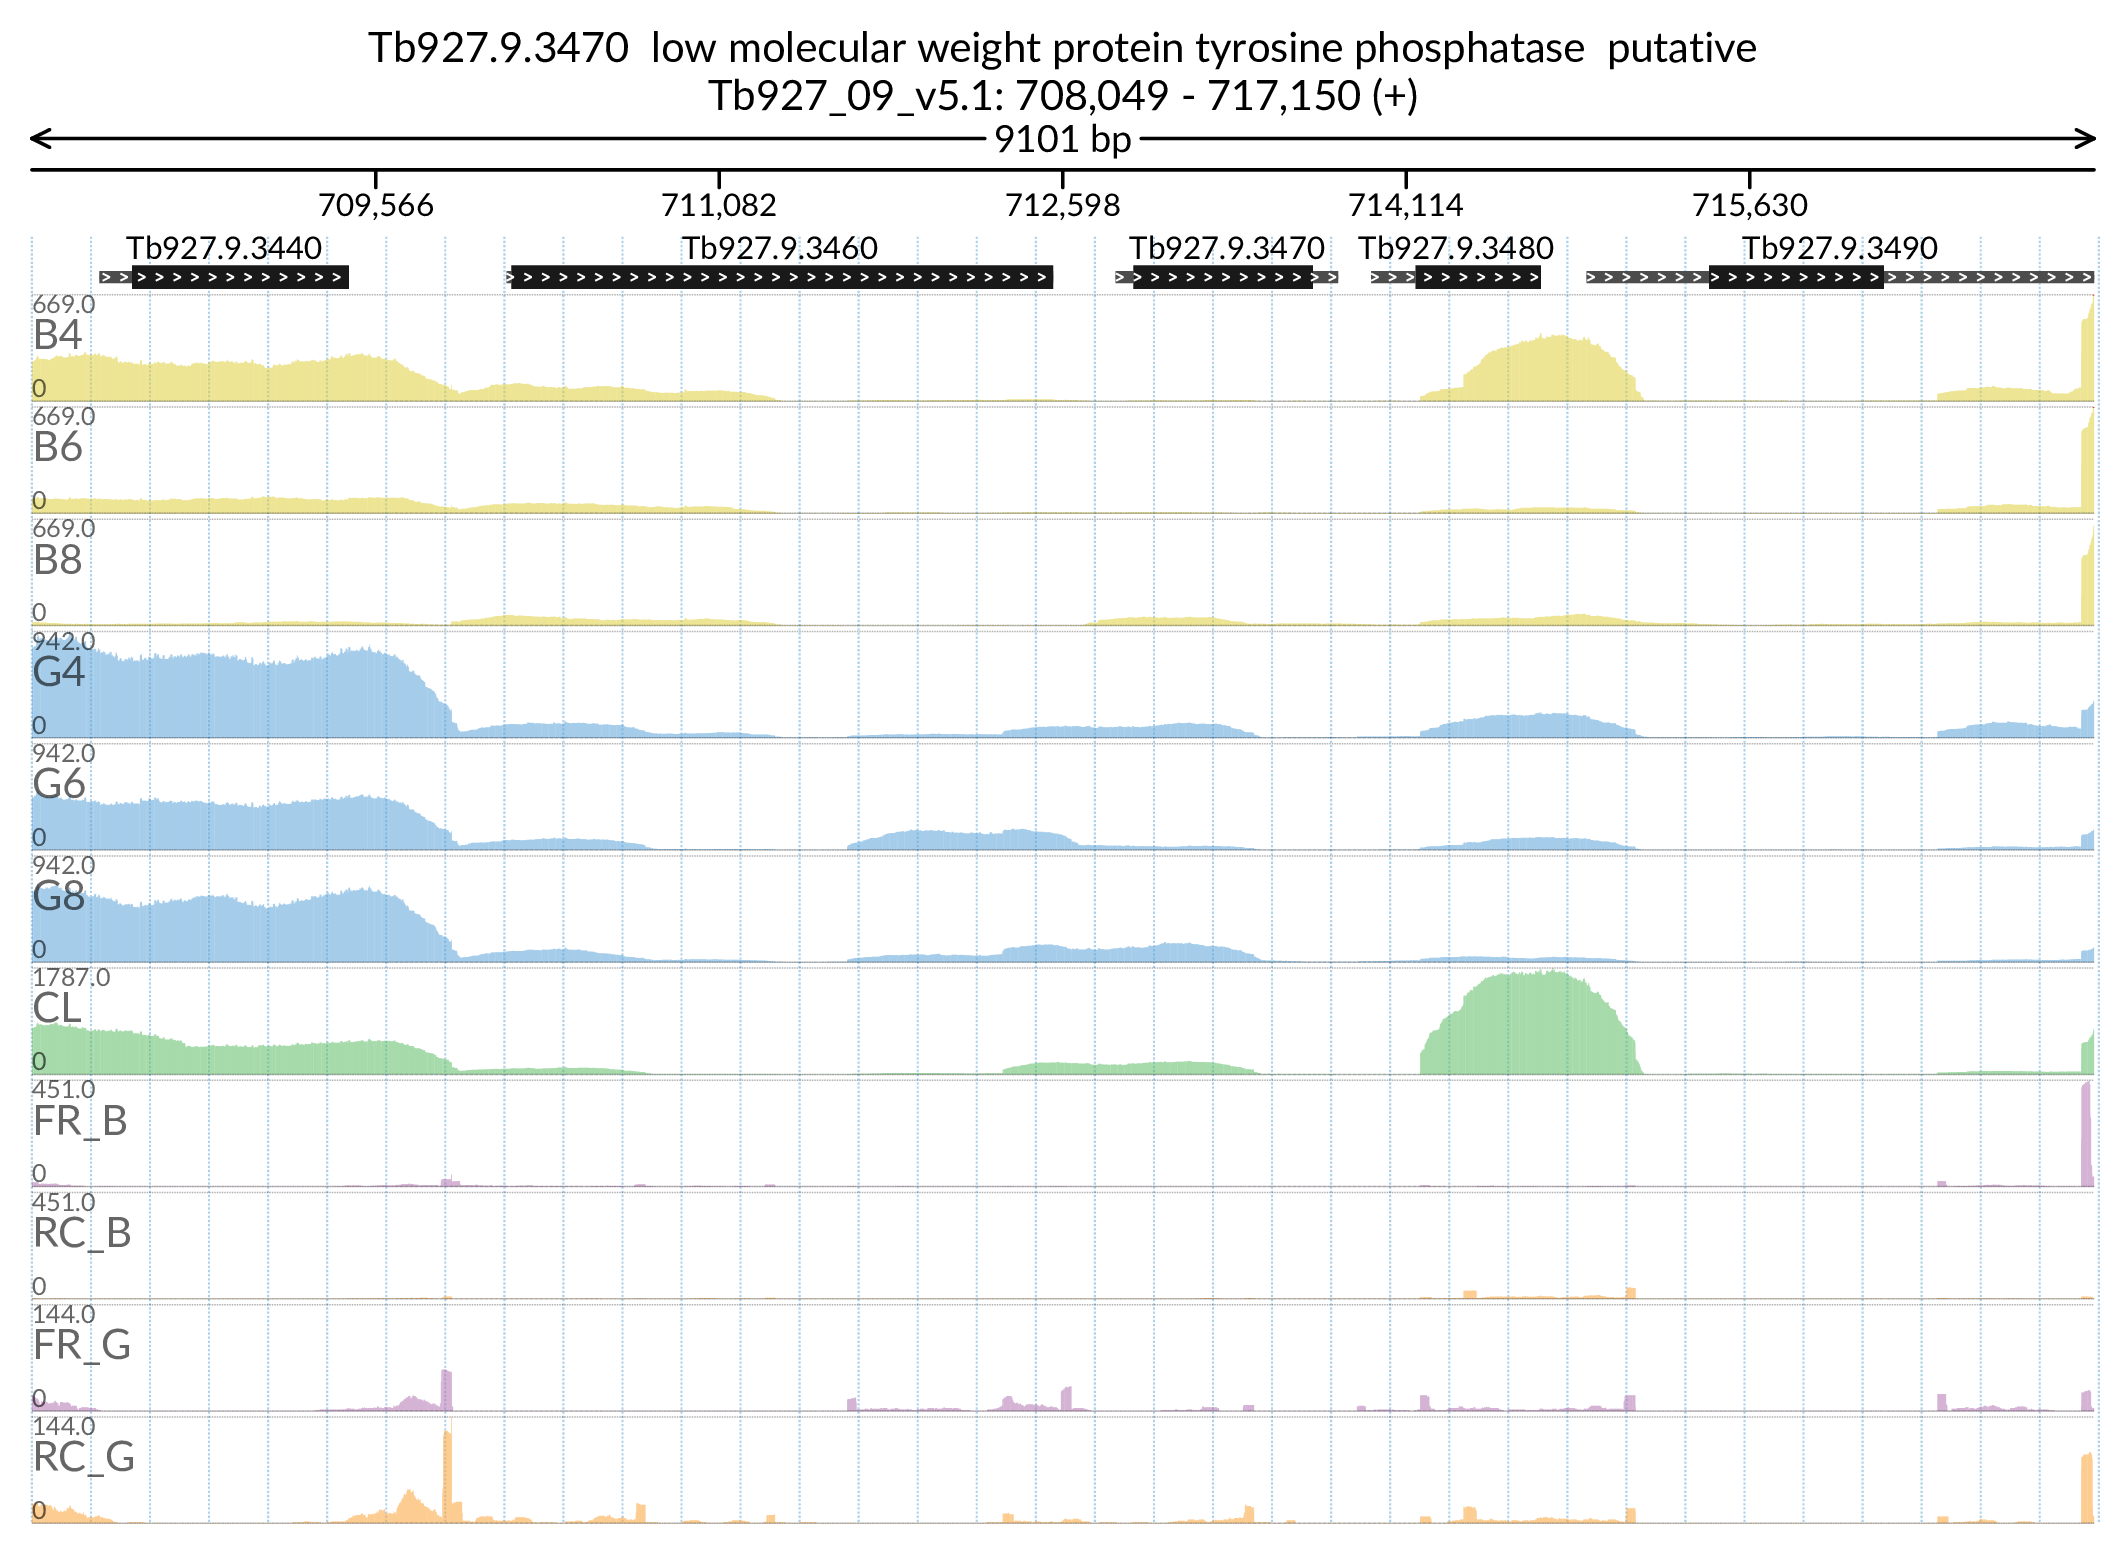 Tb927.9.3470 low molecular weight protein tyrosine phosphatase putative
Tb927_09_v5.1: 708,049 - 717,150 (+)
9101 bp
709,566 711,082 712,598 714,114 715,630
Tb927.9.3440 Tb927.9.3460 Tb927.9.3470 Tb927.9.3480 Tb927.9.3490
669.0
B4
0
669.0
B6
0
669.0
B8
0
942.0
G4
0
942.0
G6
0
942.0
G8
0
1787.0
CL
0
451.0
FR_B
0
451.0
RC_B
0
144.0
FR_G
0
144.0
RC_G
0